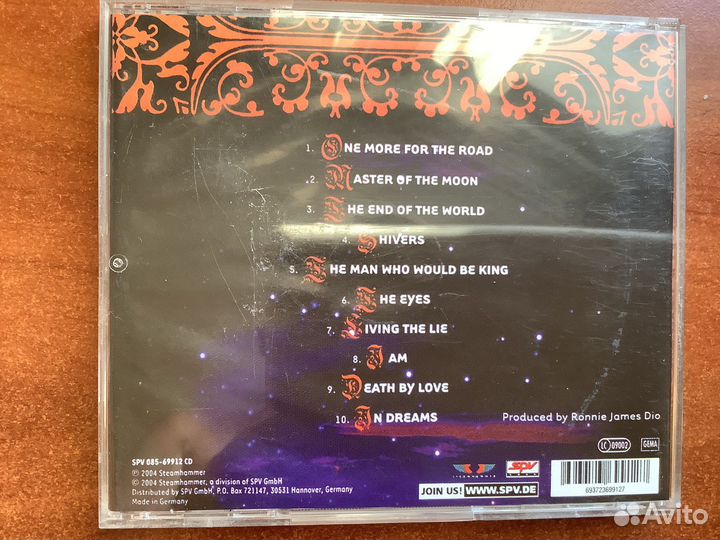 1. ONE MORE FOR THE ROAD
2. MASTER OF THE MOON
3. THE END OF THE WORLD
4. SHIVERS
5. THE MAN WHO WOULD BE KING
6. THE EYES
7. LIVING THE LIE
8. I AM
9. DEATH BY LOVE
10. IN DREAMS
Produced by Ronnie James Dio
LC 09002
GEMA
SPV 085-69912 CD
℗ 2004 Steamhammer
© 2004 Steamhammer, a division of SPV GmbH
Distributed by SPV GmbH, P.O. Box 721147, 30531 Hannover, Germany
Made in Germany
SPV
JOIN US! WWW.SPV.DE
693723699127
Avito